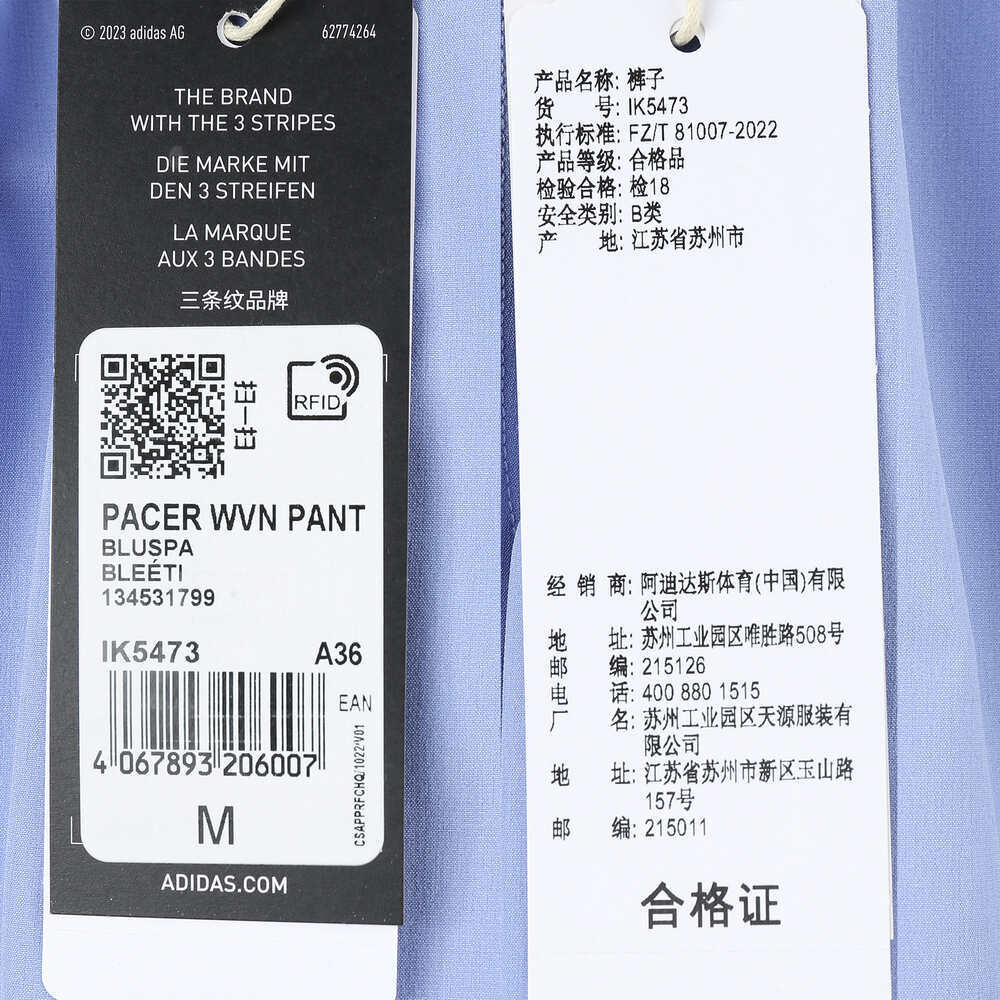 © 2023 adidas AG 62774264
THE BRAND
WITH THE 3 STRIPES
DIE MARKE MIT
DEN 3 STREIFEN
LA MARQUE
AUX 3 BANDES
三条纹品牌
RFID
PACER WVN PANT
BLUSPA
BLEÉTI
134531799
IK5473 A36
EAN
4 067893 206007
CSAPPRFCHQ/1022/V01
M
ADIDAS.COM
产品名称: 裤子
货 号: IK5473
执行标准: FZ/T 81007-2022
产品等级: 合格品
检验合格: 检18
安全类别: B类
产 地: 江苏省苏州市
经 销 商: 阿迪达斯体育(中国)有限
公司
地 址: 苏州工业园区唯胜路508号
邮 编: 215126
电 话: 400 880 1515
厂 名: 苏州工业园区天源服装有
限公司
地 址: 江苏省苏州市新区玉山路
157号
邮 编: 215011
合格证